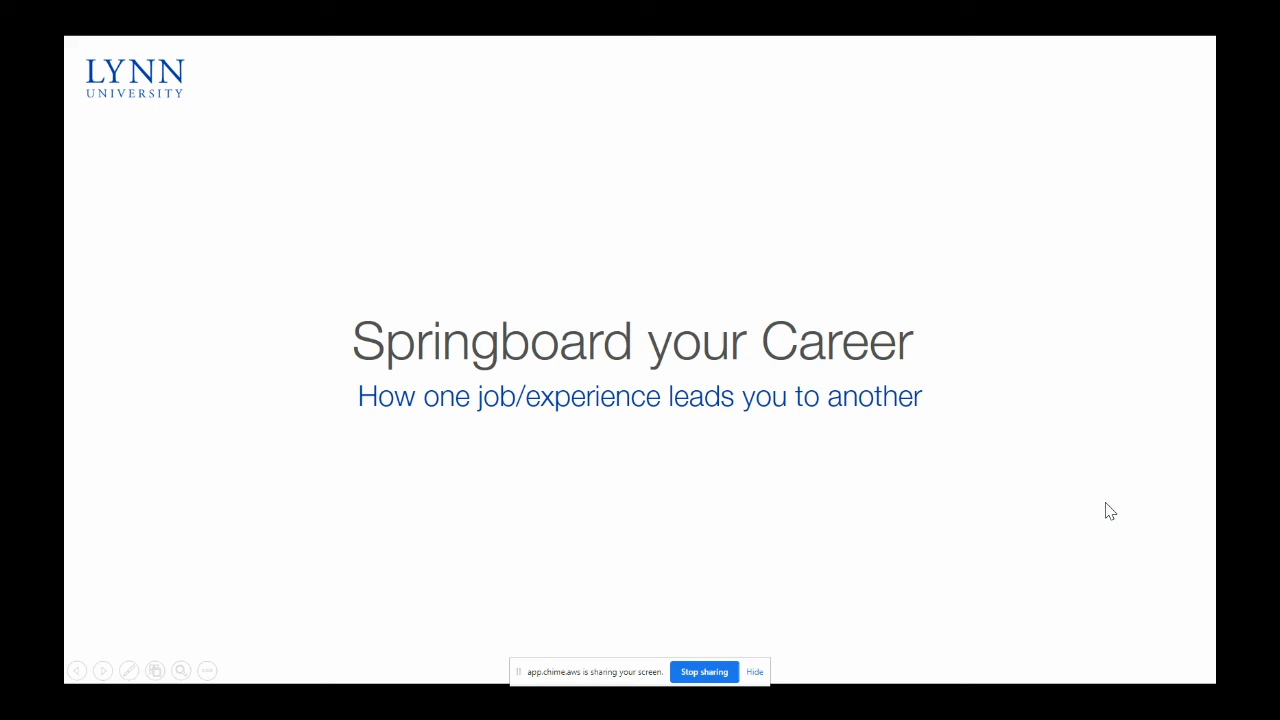 LYNN
UNIVERSITY
Springboard your Career
How one job/experience leads you to another
app.chime.aws is sharing your screen.
Stop sharing
Hide